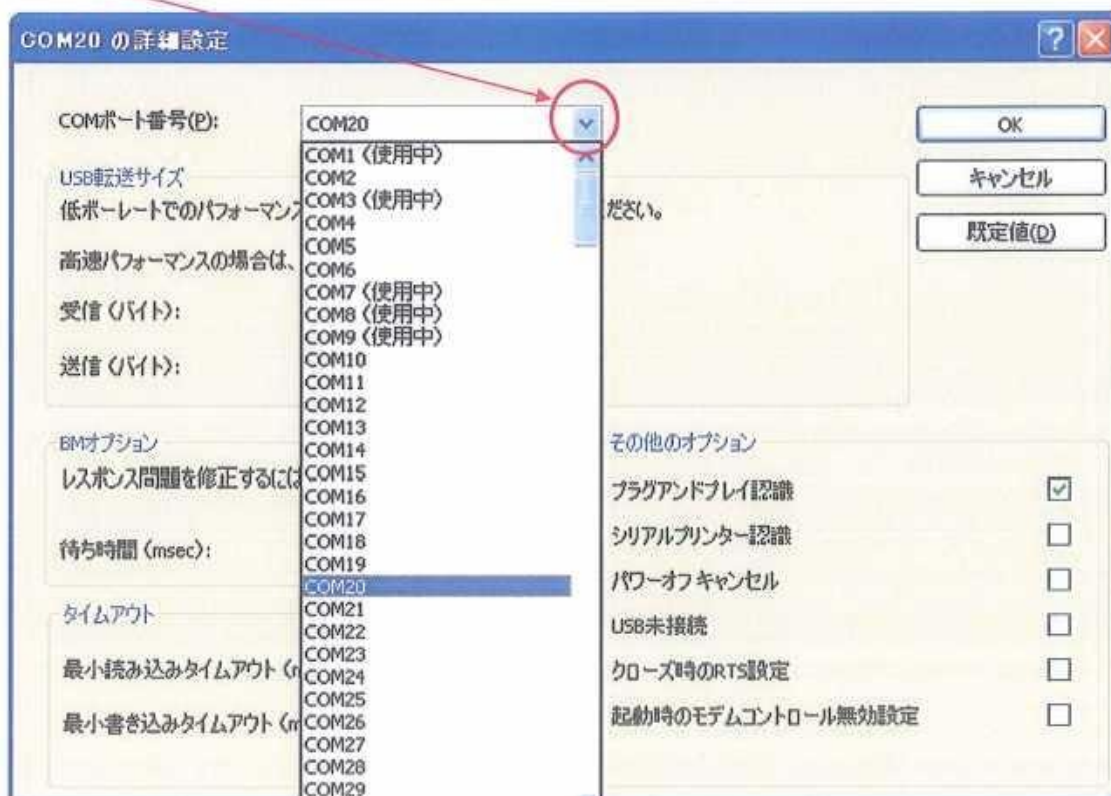 COM20 の詳細設定
COMポート番号(P):
COM20
OK
キャンセル
既定値(D)
USB転送サイズ
低ボーレートでのパフォーマンス
ださい。
高速パフォーマンスの場合は、
受信 (バイト):
送信 (バイト):
COM1 (使用中)
COM2
COM3 (使用中)
COM4
COM5
COM6
COM7 (使用中)
COM8 (使用中)
COM9 (使用中)
COM10
COM11
COM12
COM13
COM14
COM15
COM16
COM17
COM18
COM19
COM20
COM21
COM22
COM23
COM24
COM25
COM26
COM27
COM28
COM29
BMオプション
レスポンス問題を修正するには
待ち時間 (msec):
タイムアウト
最小読み込みタイムアウト (
最小書き込みタイムアウト (
その他のオプション
プラグアンドプレイ認識
シリアルプリンター認識
パワーオフ キャンセル
USB未接続
クローズ時のRTS設定
起動時のモデムコントロール無効設定